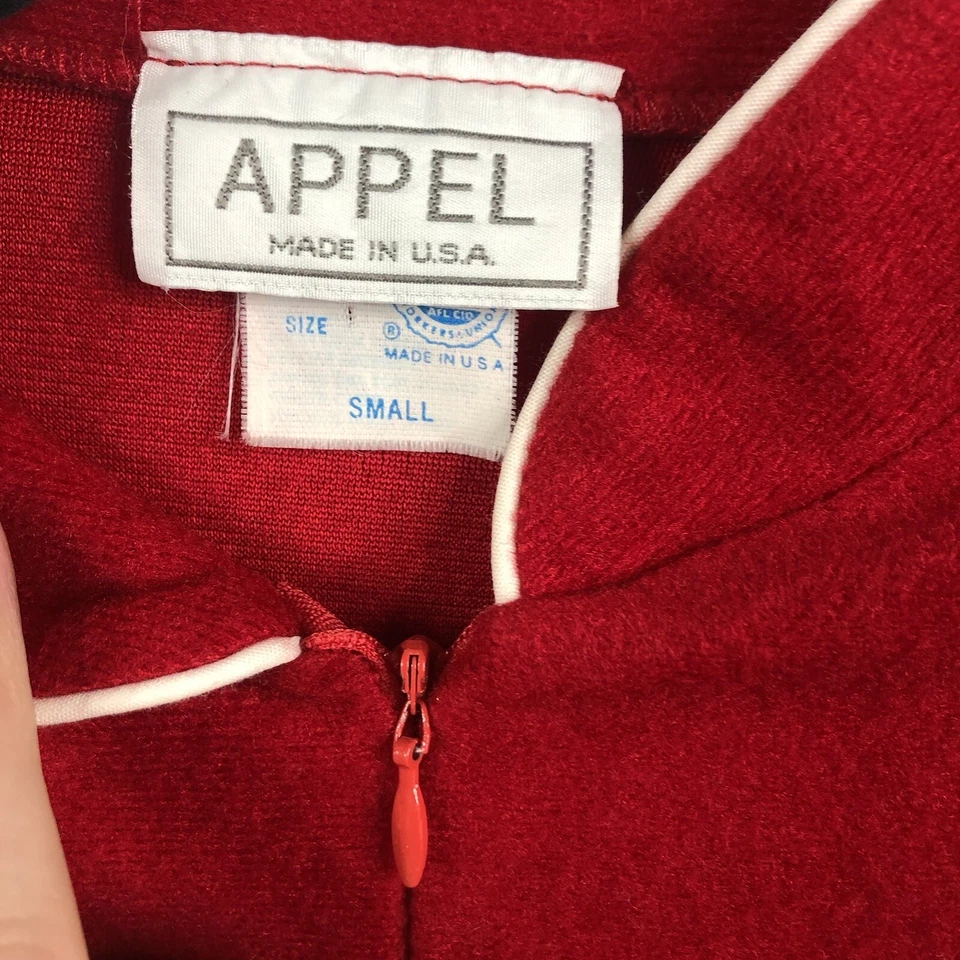 APPEL
MADE IN U.S.A.
SIZE
AFL CIO
®
MADE IN U S A
SMALL